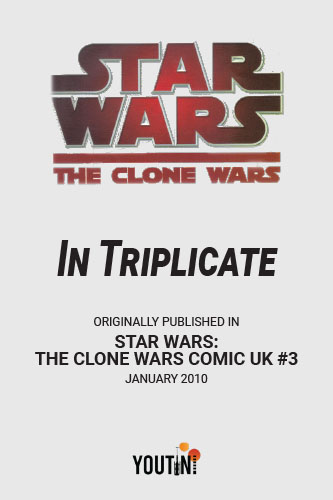 STAR
WARS
THE CLONE WARS
IN TRIPLICATE
ORIGINALLY PUBLISHED IN
STAR WARS:
THE CLONE WARS COMIC UK #3
JANUARY 2010
YOUTINI